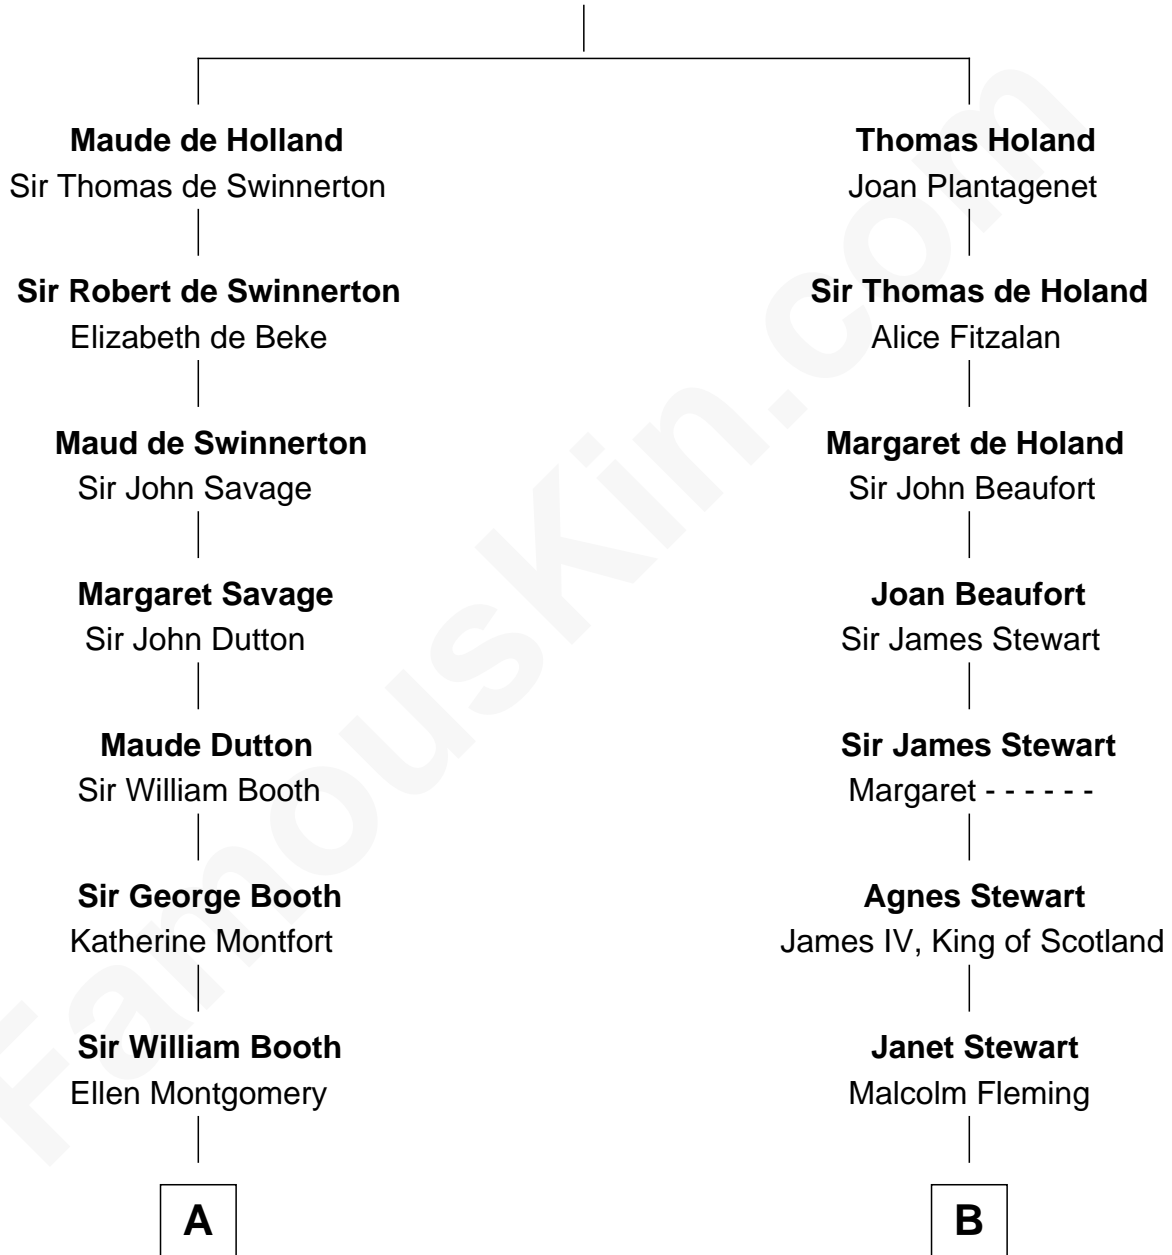 Maude de Holland
Sir Thomas de Swinnerton
Thomas Holand
Joan Plantagenet
Sir Robert de Swinnerton
Elizabeth de Beke
Sir Thomas de Holand
Alice Fitzalan
Maud de Swinnerton
Sir John Savage
Margaret de Holand
Sir John Beaufort
Margaret Savage
Sir John Dutton
Joan Beaufort
Sir James Stewart
Maude Dutton
Sir William Booth
Sir James Stewart
Margaret - - - - - -
Sir George Booth
Katherine Montfort
Agnes Stewart
James IV, King of Scotland
Sir William Booth
Ellen Montgomery
Janet Stewart
Malcolm Fleming
A
B
FamousKin.com